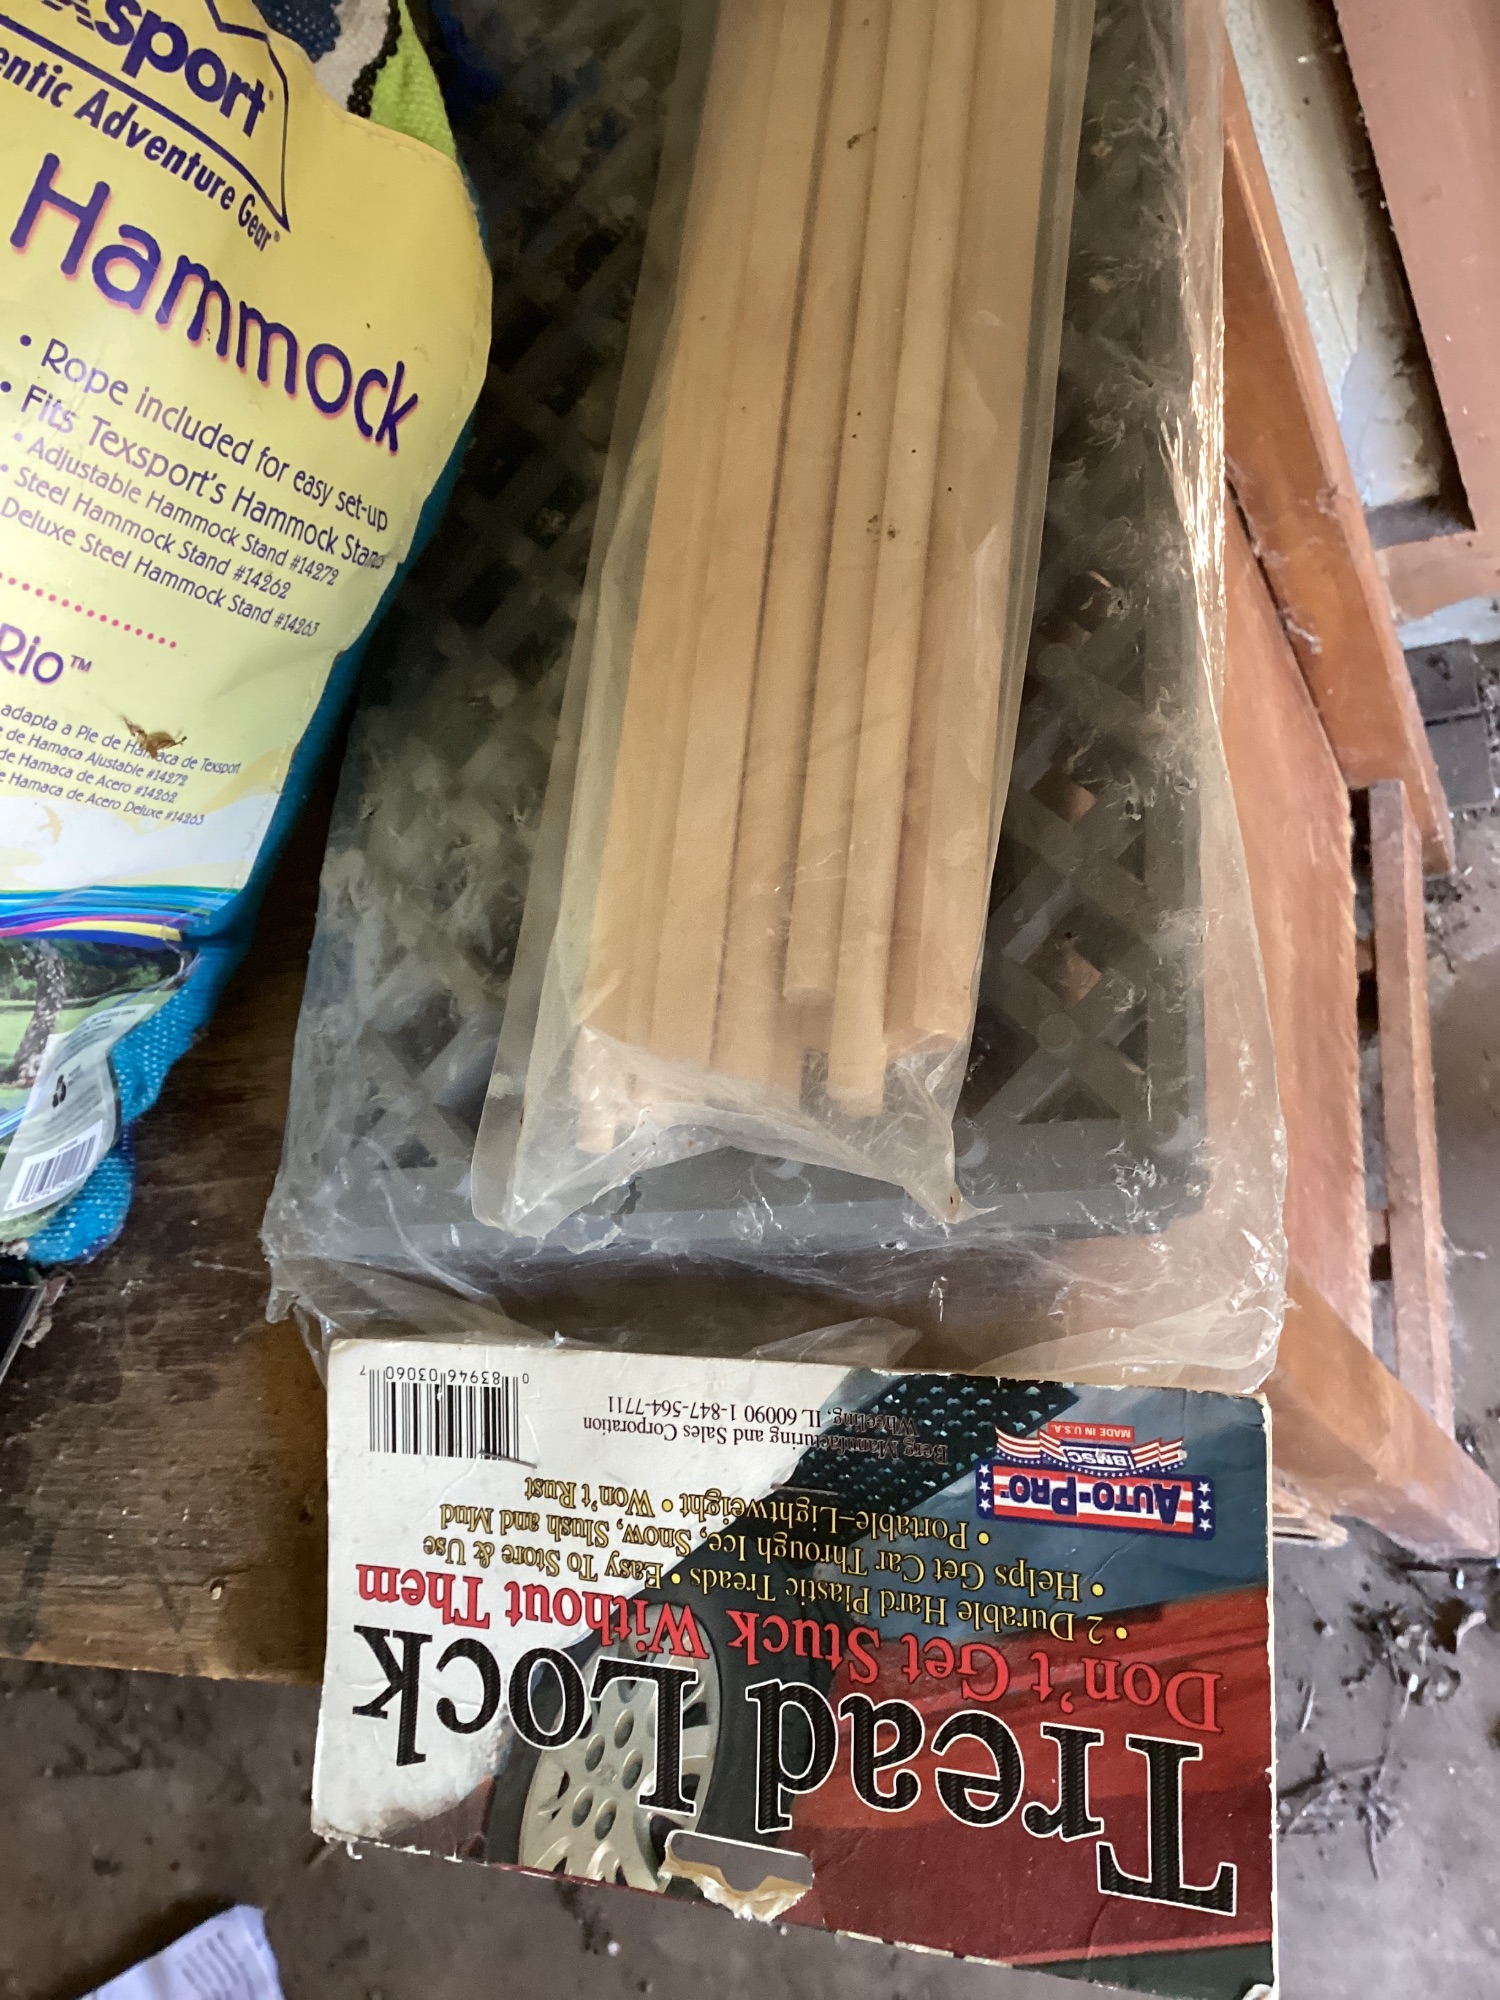 xsport
entic Adventure Gear®
Hammock
• Rope included for easy set-up
• Fits Texsport's Hammock Stands
• Adjustable Hammock Stand #14272
• Steel Hammock Stand #14262
Deluxe Steel Hammock Stand #14263
Rio™
adapta a Pie de Hamaca de Texsport
de Hamaca Ajustable #14272
de Hamaca de Acero #14262
Hamaca de Acero Deluxe #14263
Tread Lock
Don't Get Stuck Without Them
• 2 Durable Hard Plastic Treads • Easy To Store & Use
• Helps Get Car Through Ice, Snow, Slush and Mud
• Portable-Lightweight • Won't Rust
AUTO-PRO™
BMSC
MADE IN U.S.A.
Berg Manufacturing and Sales Corporation
Wheeling, IL 60090 1-847-564-7711
0 83946 03060 7